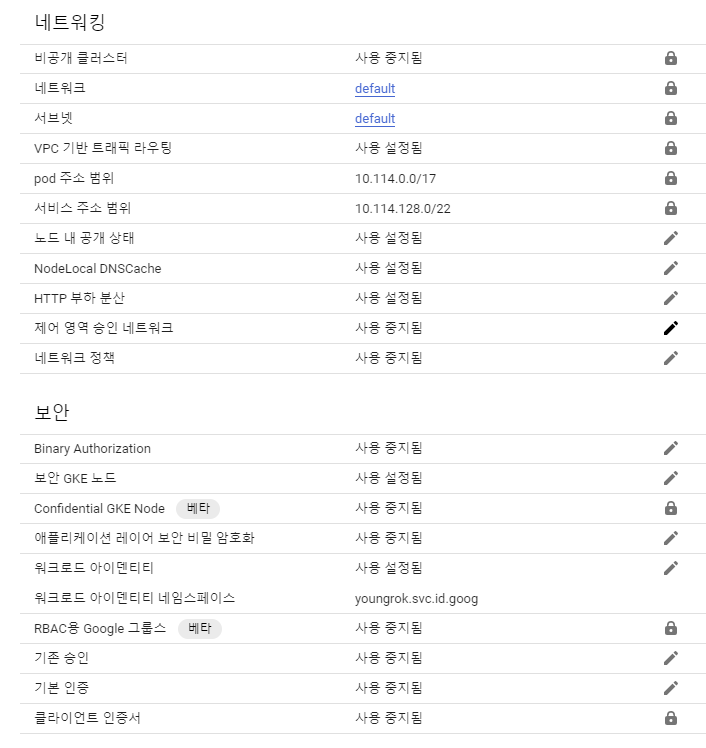 네트워킹
비공개 클러스터 사용 중지됨
네트워크 default
서브넷 default
VPC 기반 트래픽 라우팅 사용 설정됨
pod 주소 범위 10.114.0.0/17
서비스 주소 범위 10.114.128.0/22
노드 내 공개 상태 사용 설정됨
NodeLocal DNSCache 사용 설정됨
HTTP 부하 분산 사용 설정됨
제어 영역 승인 네트워크 사용 중지됨
네트워크 정책 사용 중지됨
보안
Binary Authorization 사용 중지됨
보안 GKE 노드 사용 설정됨
Confidential GKE Node 베타 사용 중지됨
애플리케이션 레이어 보안 비밀 암호화 사용 중지됨
워크로드 아이덴티티 사용 설정됨
워크로드 아이덴티티 네임스페이스 youngrok.svc.id.goog
RBAC용 Google 그룹스 베타 사용 중지됨
기존 승인 사용 중지됨
기본 인증 사용 중지됨
클라이언트 인증서 사용 중지됨